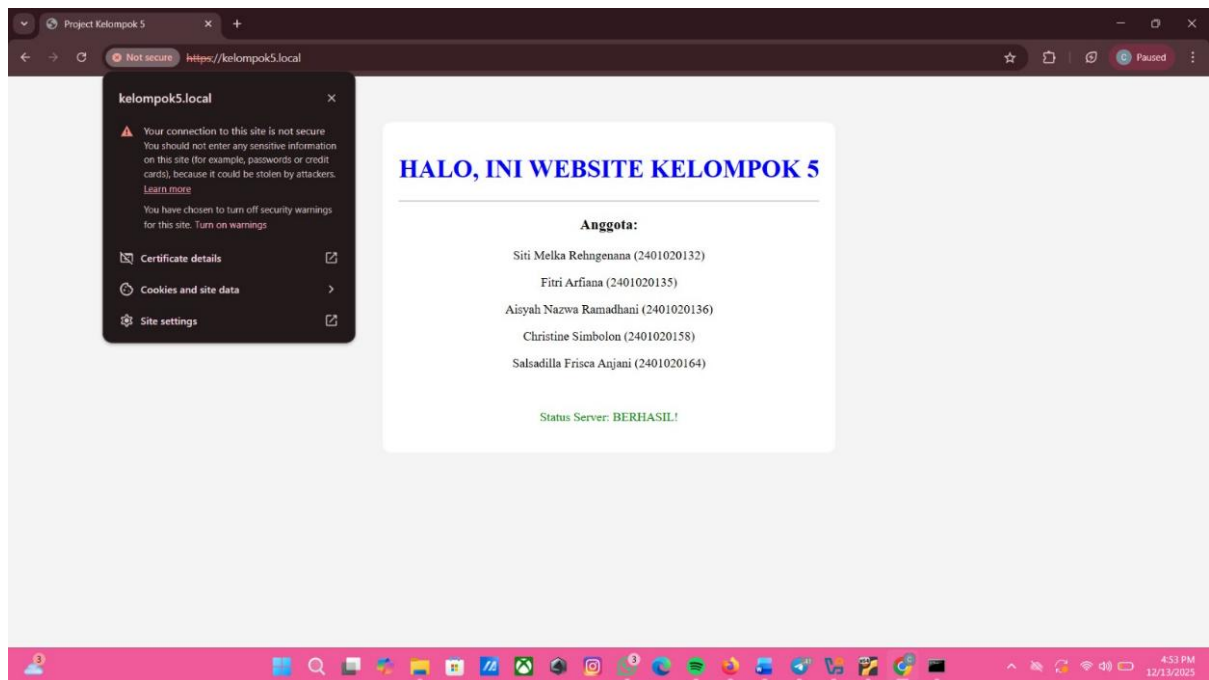 Project Kelompok 5
Not secure
https://kelompok5.local
Paused
kelompok5.local
Your connection to this site is not secure
You should not enter any sensitive information
on this site (for example, passwords or credit
cards), because it could be stolen by attackers.
Learn more
You have chosen to turn off security warnings
for this site. Turn on warnings
Certificate details
Cookies and site data
Site settings
HALO, INI WEBSITE KELOMPOK 5
Anggota:
Siti Melka Rehngenana (2401020132)
Fitri Arfiana (2401020135)
Aisyah Nazwa Ramadhani (2401020136)
Christine Simbolon (2401020158)
Salsadilla Frisca Anjani (2401020164)
Status Server: BERHASIL!
3
3
4:53 PM
12/13/2025